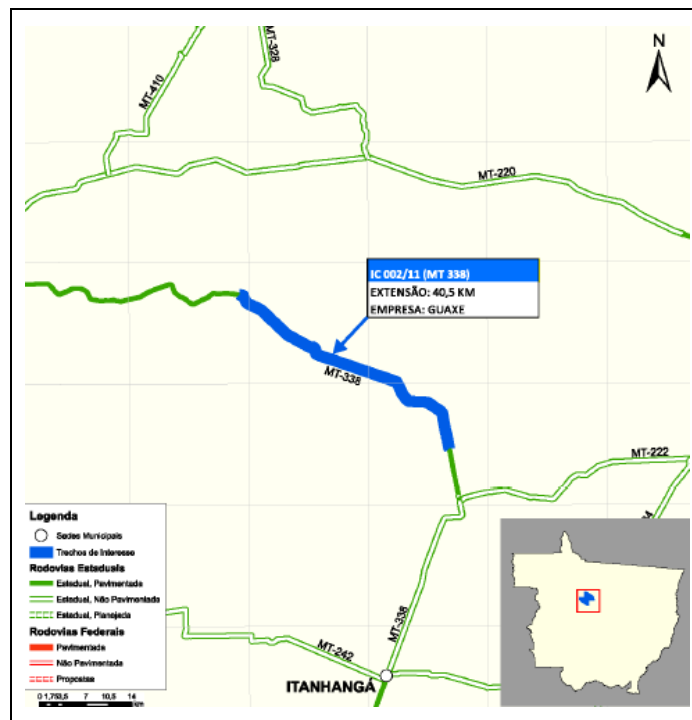 N
MT-410
MT-328
MT-220
IC 002/11 (MT 338)
EXTENSÃO: 40,5 KM
EMPRESA: GUAXE
MT-338
MT-222
MT-338
MT-242
ITANHANGÁ
Legenda
Sedes Municipais
Trechos de Interesse
Rodovias Estaduais
Estadual, Pavimentada
Estadual, Não Pavimentada
Estadual, Planejada
Rodovias Federais
Pavimentada
Não Pavimentada
Propostas
0 1,753,5 7 10,5 14
km